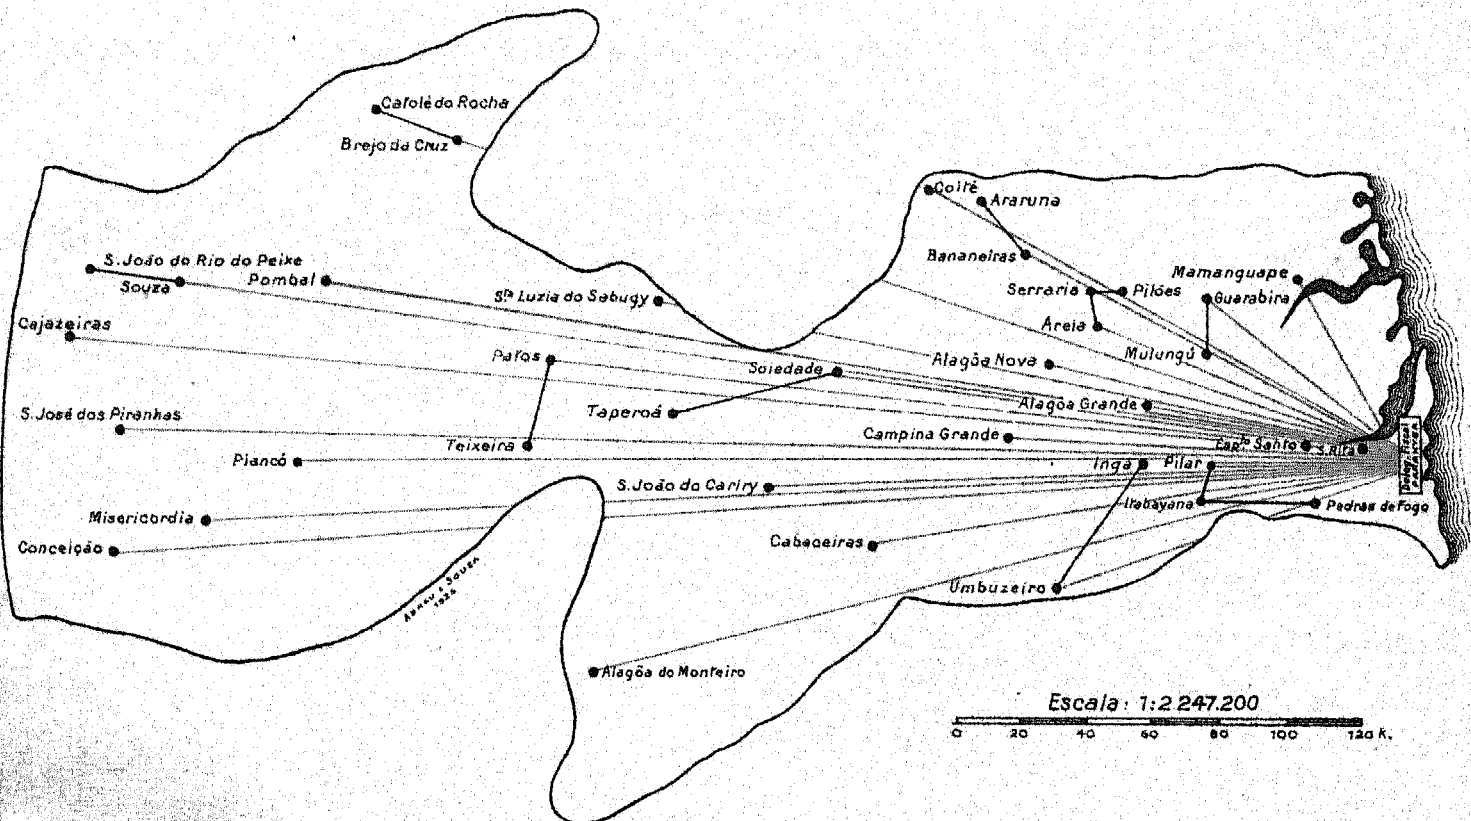 Catolé do Rocha
Brejo da Cruz
Coité
Araruna
Bananeiras
S. João do Rio do Peixe
Souza
Pombal
Sta Luzia do Sabugy
Mamanguape
Serraria
Pilões
Guarabira
Areia
Cajazeiras
Patos
Mulungú
Alagôa Nova
Soledade
S. José dos Piranhas
Taperoá
Alagôa Grande
Teixeira
Campina Grande
Espto Santo
S. Rita
Piancó
Ingá
Pilar
S. João do Cariry
Itabayana
Pedras de Fogo
Misericordia
Conceição
Cabaceiras
Umbuzeiro
Alagôa do Monteiro
Escala: 1:2.247.200
0 20 40 60 80 100 120 k.